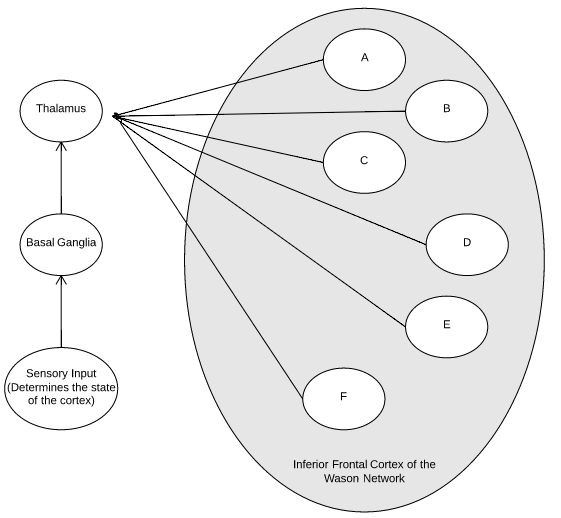 A
Thalamus
B
C
Basal Ganglia
D
E
Sensory Input
(Determines the state
of the cortex)
F
Inferior Frontal Cortex of the
Wason Network